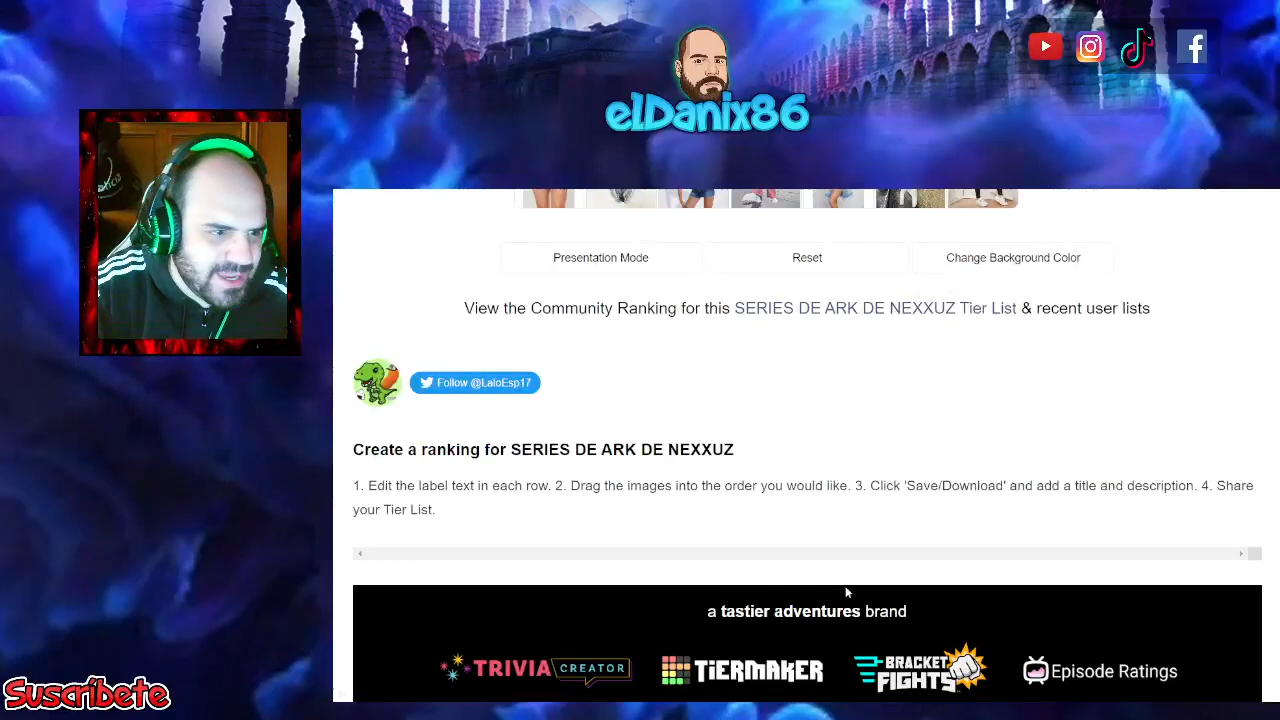 elDanix86
Presentation Mode
Reset
Change Background Color
View the Community Ranking for this SERIES DE ARK DE NEXXUZ Tier List & recent user lists
Follow @LaloEsp17
Create a ranking for SERIES DE ARK DE NEXXUZ
1. Edit the label text in each row. 2. Drag the images into the order you would like. 3. Click 'Save/Download' and add a title and description. 4. Share
your Tier List.
a tastier adventures brand
TRIVIA CREATOR
TiERMAKER
BRACKET
FIGHTS
Episode Ratings
Suscríbete